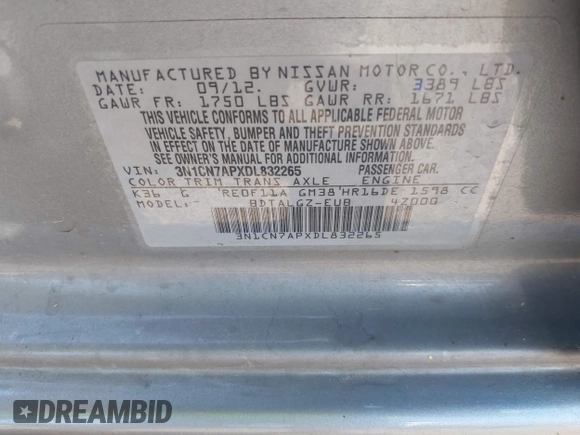 MANUFACTURED BY NISSAN MOTOR CO., LTD.
DATE: 09/12. GVWR: 3389 LBS
GAWR FR: 1750 LBS GAWR RR: 1671 LBS
THIS VEHICLE CONFORMS TO ALL APPLICABLE FEDERAL MOTOR
VEHICLE SAFETY, BUMPER AND THEFT PREVENTION STANDARDS
IN EFFECT ON THE DATE OF MANUFACTURE SHOWN ABOVE.
SEE OWNER'S MANUAL FOR ADDITIONAL INFORMATION.
VIN: 3N1CN7APXDL832265 PASSENGER CAR.
COLOR TRIM TRANS AXLE ENGINE
K36 G RE0F11A GM38 HR16DE 1598 CC
MODEL: BDTALGZ-EUB 4Z000
3N1CN7APXDL832265
DREAMBID